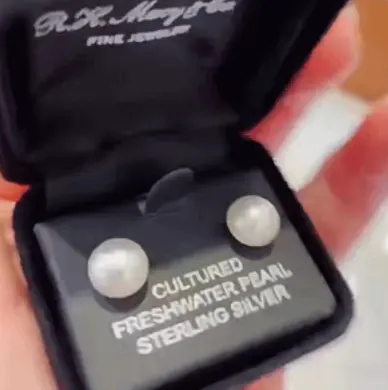 R.H. Macy & Co.
FINE JEWELRY
CULTURED
FRESHWATER PEARL
STERLING SILVER